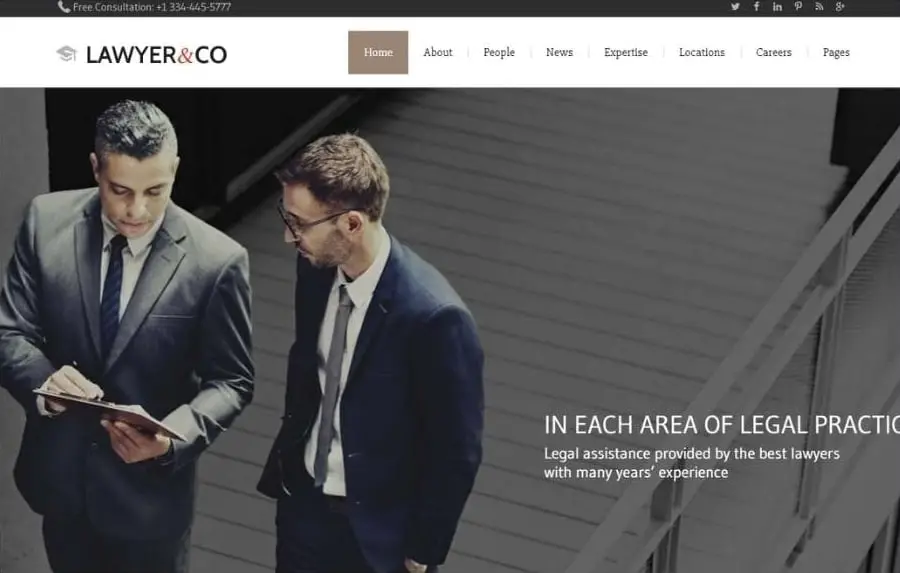 Free Consultation: +1 334-445-5777
LAWYER&CO
Home About People News Expertise Locations Careers Pages
IN EACH AREA OF LEGAL PRACTIC
Legal assistance provided by the best lawyers
with many years’ experience